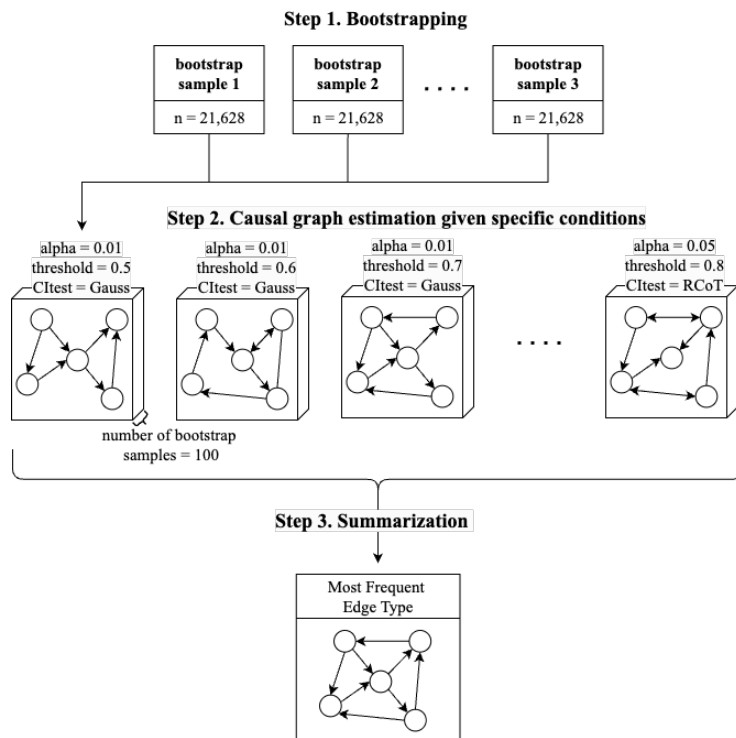 Step 1. Bootstrapping
bootstrap
sample 1
n = 21,628
bootstrap
sample 2
n = 21,628
. . . .
bootstrap
sample 3
n = 21,628
Step 2. Causal graph estimation given specific conditions
alpha = 0.01
threshold = 0.5
CItest = Gauss
alpha = 0.01
threshold = 0.6
CItest = Gauss
alpha = 0.01
threshold = 0.7
CItest = Gauss
. . . .
alpha = 0.05
threshold = 0.8
CItest = RCoT
number of bootstrap
samples = 100
Step 3. Summarization
Most Frequent
Edge Type